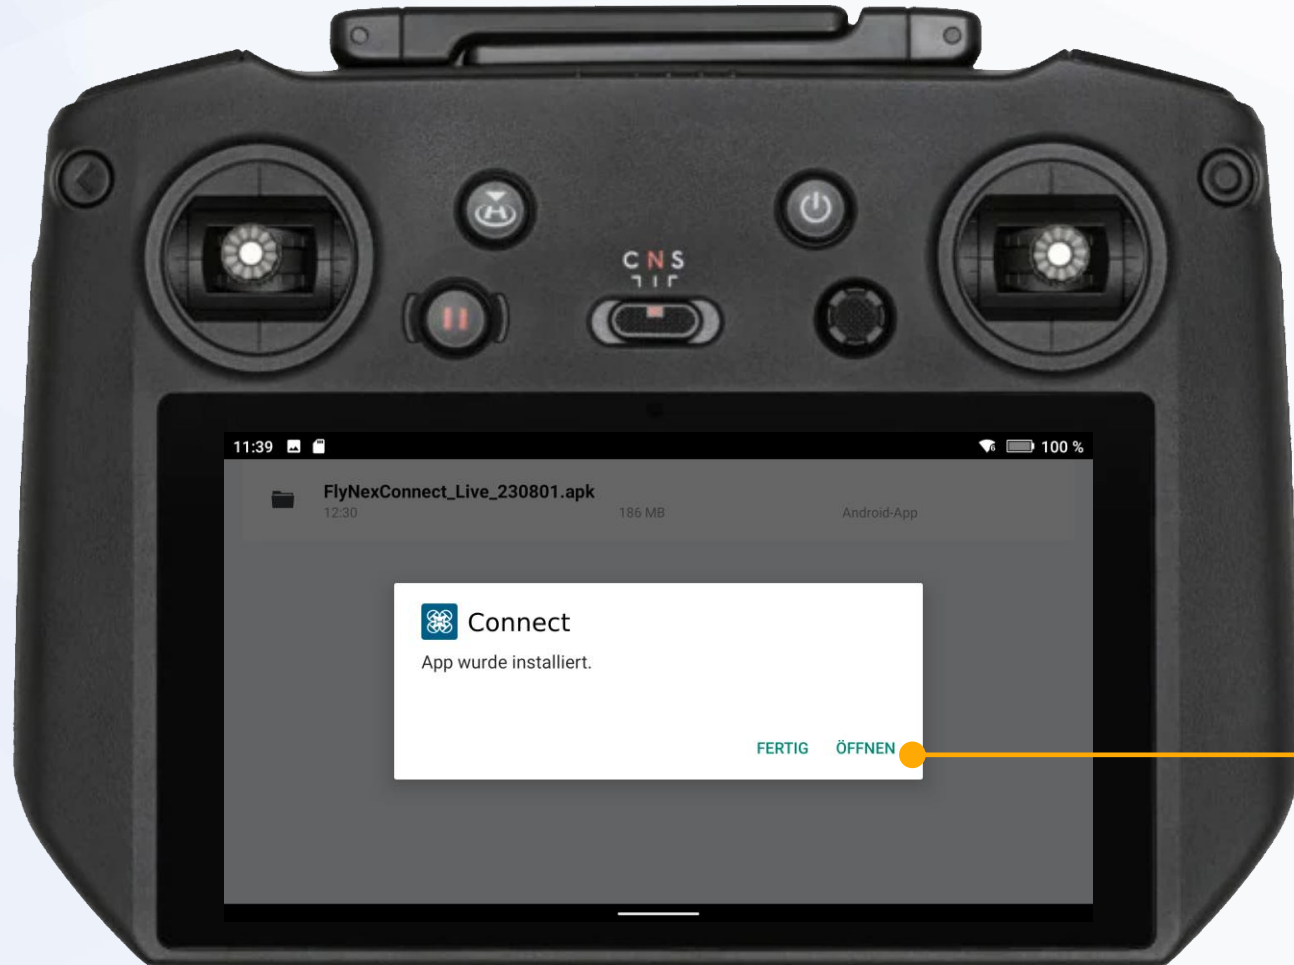 C N S
11:39 100 %
FlyNexConnect_Live_230801.apk
12:30 186 MB Android-App
Connect
App wurde installiert.
FERTIG ÖFFNEN